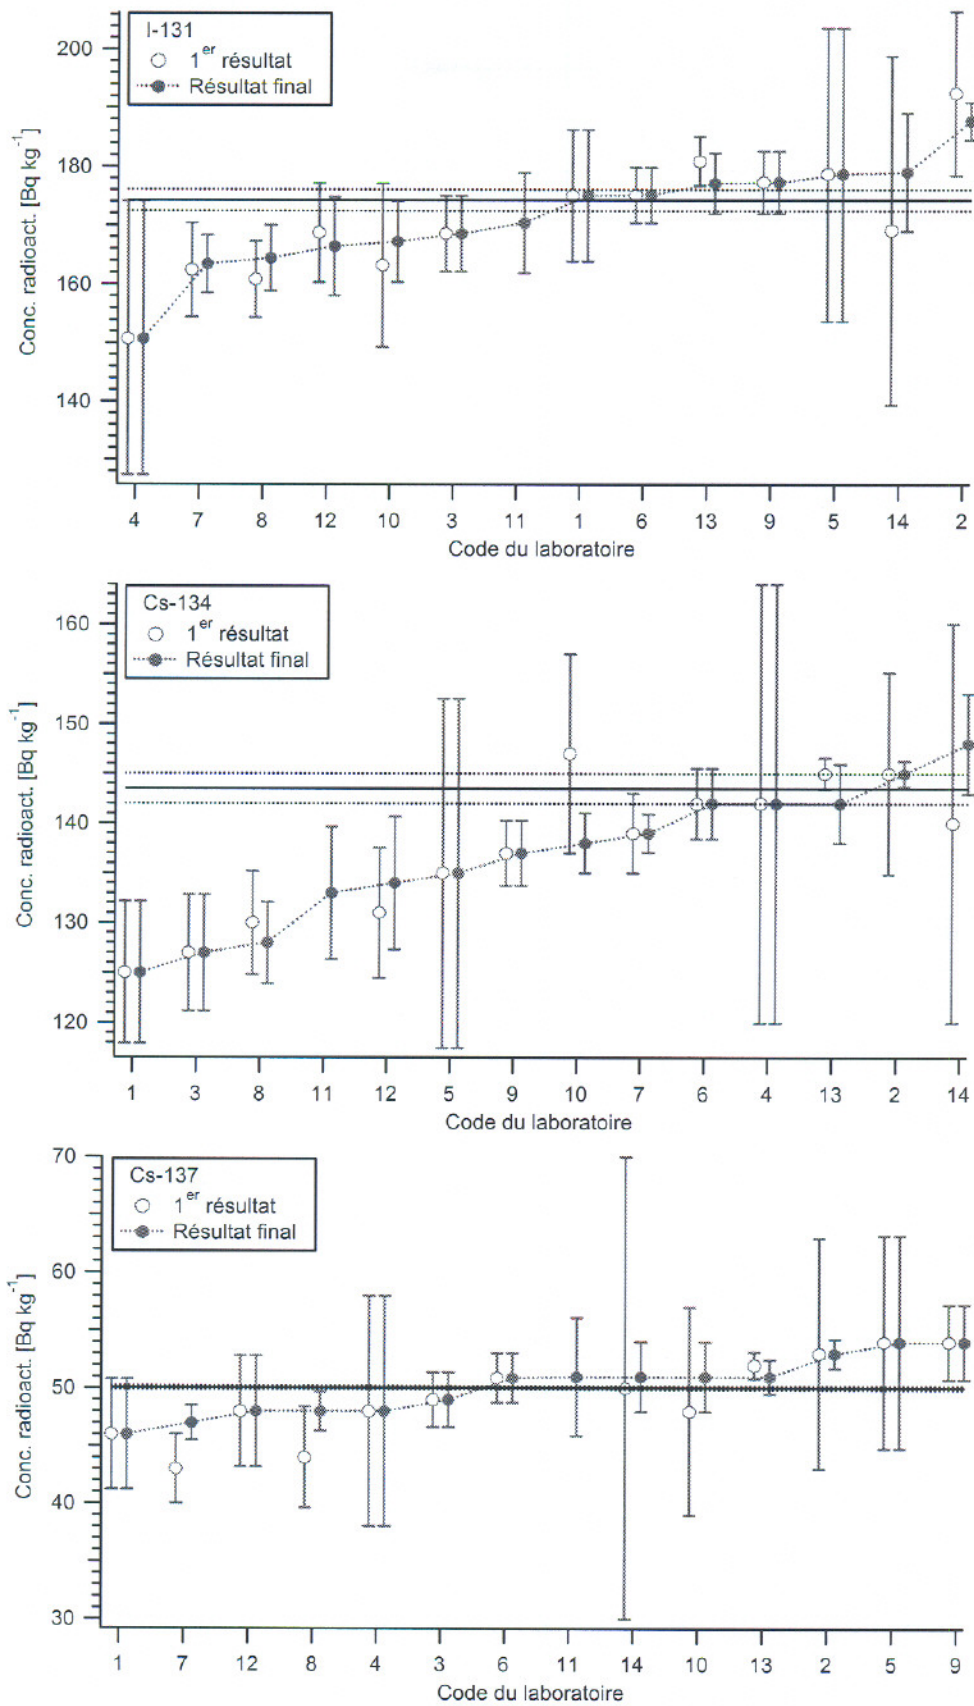 I-131
1er résultat
Résultat final
Conc. radioact. [Bq kg-1]
200
180
160
140
4 7 8 12 10 3 11 1 6 13 9 5 14 2
Code du laboratoire
Cs-134
1er résultat
Résultat final
Conc. radioact. [Bq kg-1]
160
150
140
130
120
1 3 8 11 12 5 9 10 7 6 4 13 2 14
Code du laboratoire
Cs-137
1er résultat
Résultat final
Conc. radioact. [Bq kg-1]
70
60
50
40
30
1 7 12 8 4 3 6 11 14 10 13 2 5 9
Code du laboratoire